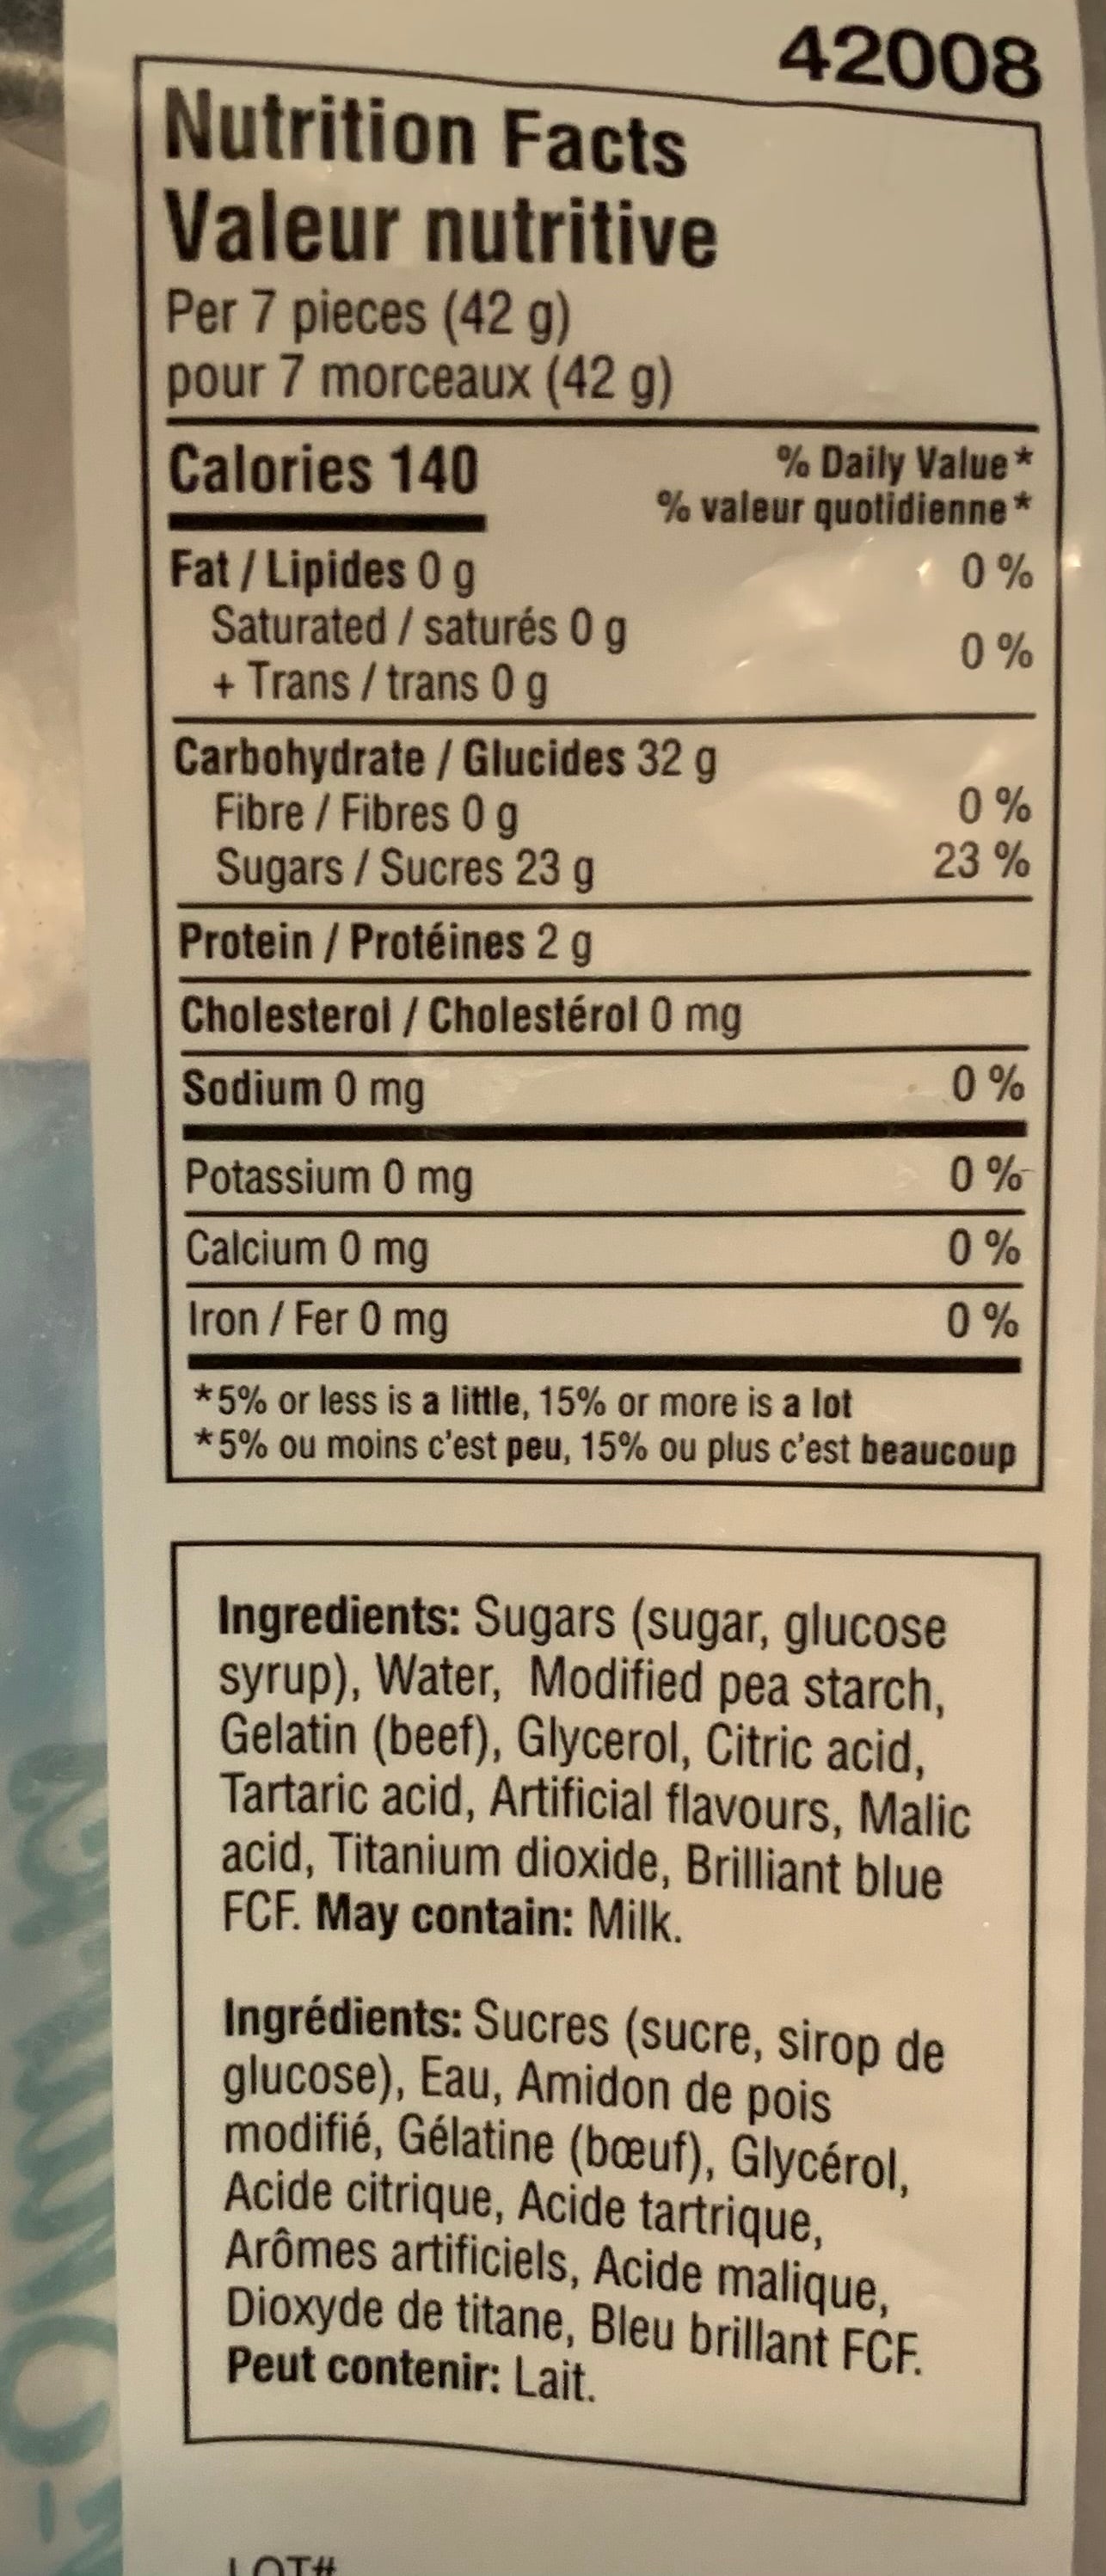 42008
Nutrition Facts
Valeur nutritive
Per 7 pieces (42 g)
pour 7 morceaux (42 g)
Calories 140
% Daily Value*
% valeur quotidienne*
Fat / Lipides 0 g 0 %
Saturated / saturés 0 g
+ Trans / trans 0 g 0 %
Carbohydrate / Glucides 32 g
Fibre / Fibres 0 g 0 %
Sugars / Sucres 23 g 23 %
Protein / Protéines 2 g
Cholesterol / Cholestérol 0 mg
Sodium 0 mg 0 %
Potassium 0 mg 0 %
Calcium 0 mg 0 %
Iron / Fer 0 mg 0 %
*5% or less is a little, 15% or more is a lot
*5% ou moins c'est peu, 15% ou plus c'est beaucoup
Ingredients: Sugars (sugar, glucose
syrup), Water, Modified pea starch,
Gelatin (beef), Glycerol, Citric acid,
Tartaric acid, Artificial flavours, Malic
acid, Titanium dioxide, Brilliant blue
FCF. May contain: Milk.
Ingrédients: Sucres (sucre, sirop de
glucose), Eau, Amidon de pois
modifié, Gélatine (bœuf), Glycérol,
Acide citrique, Acide tartrique,
Arômes artificiels, Acide malique,
Dioxyde de titane, Bleu brillant FCF.
Peut contenir: Lait.
LOT#